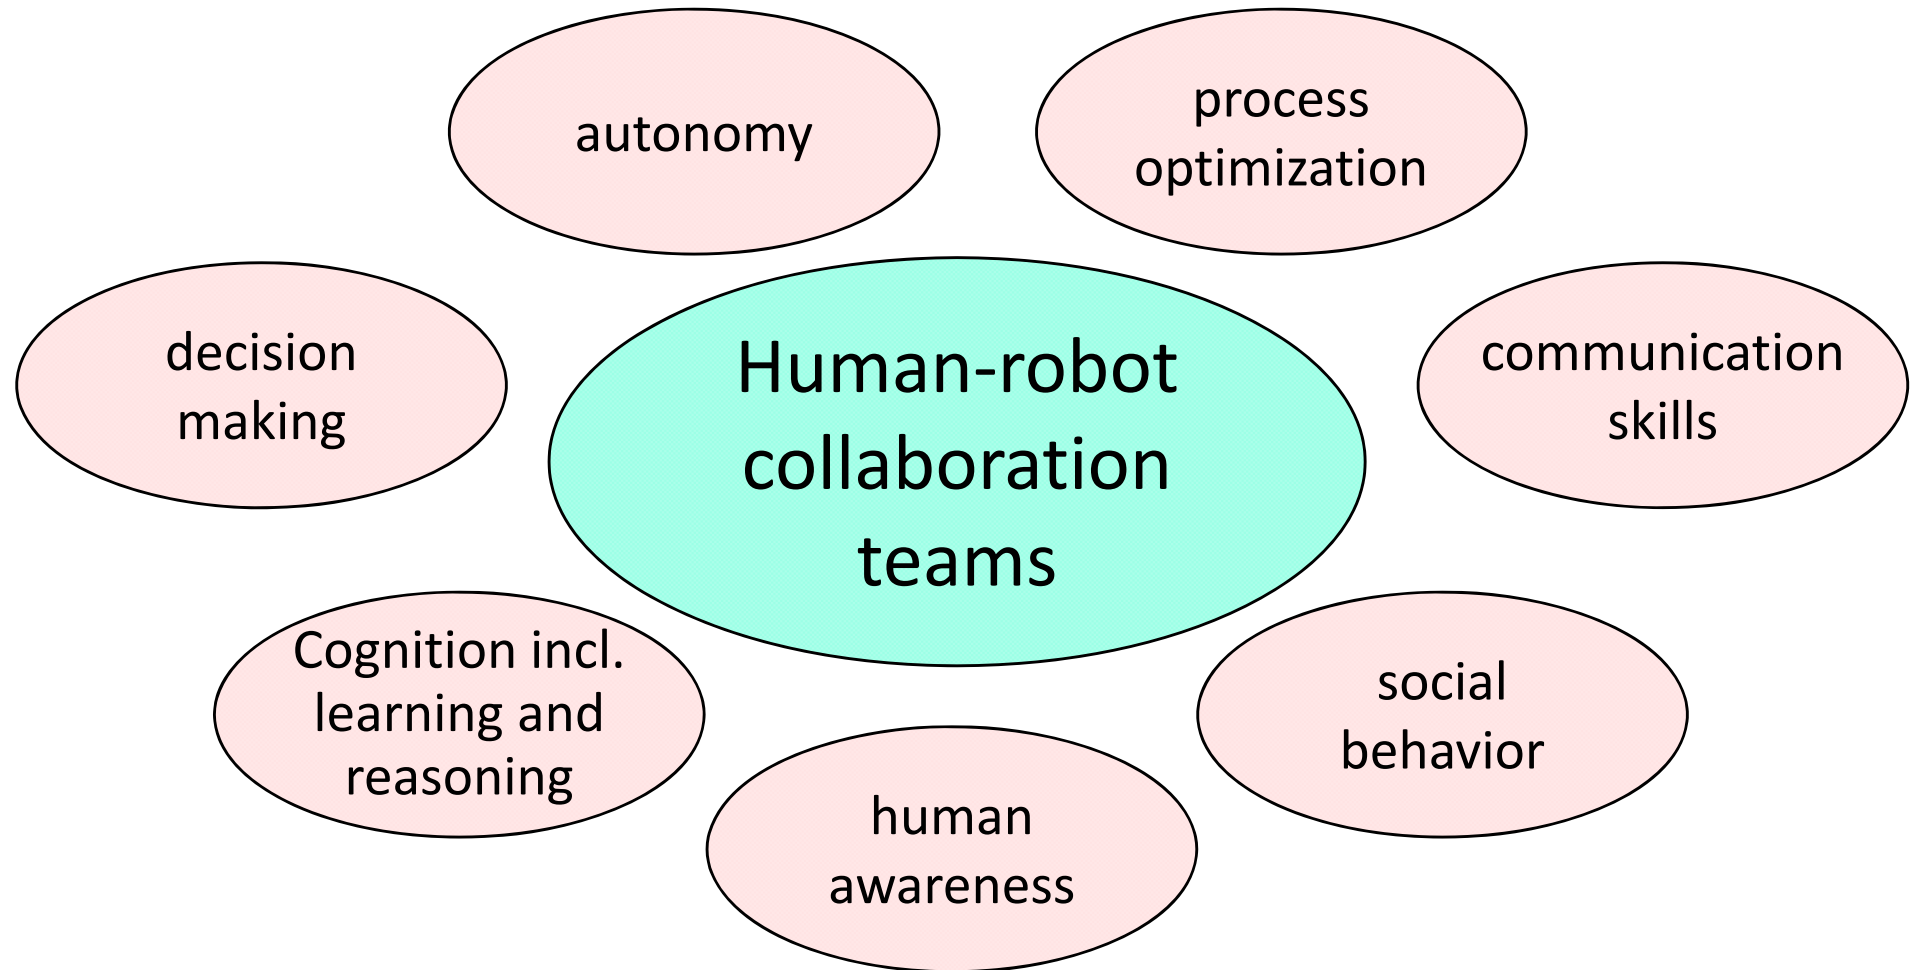 autonomy
process
optimization
decision
making
Human-robot
collaboration
teams
communication
skills
Cognition incl.
learning and
reasoning
social
behavior
human
awareness